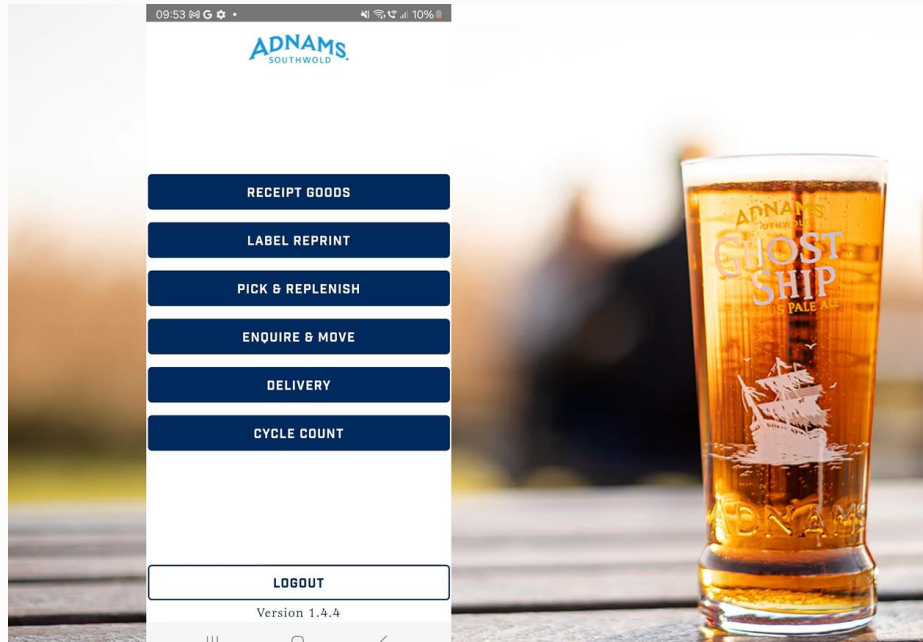 09:53
10%
ADNAMS
SOUTHWOLD
RECEIPT GOODS
LABEL REPRINT
PICK & REPLENISH
ENQUIRE & MOVE
DELIVERY
CYCLE COUNT
LOGOUT
Version 1.4.4
ADNAMS
SOUTHWOLD
GHOST
SHIP
PALE ALE
ADNAMS